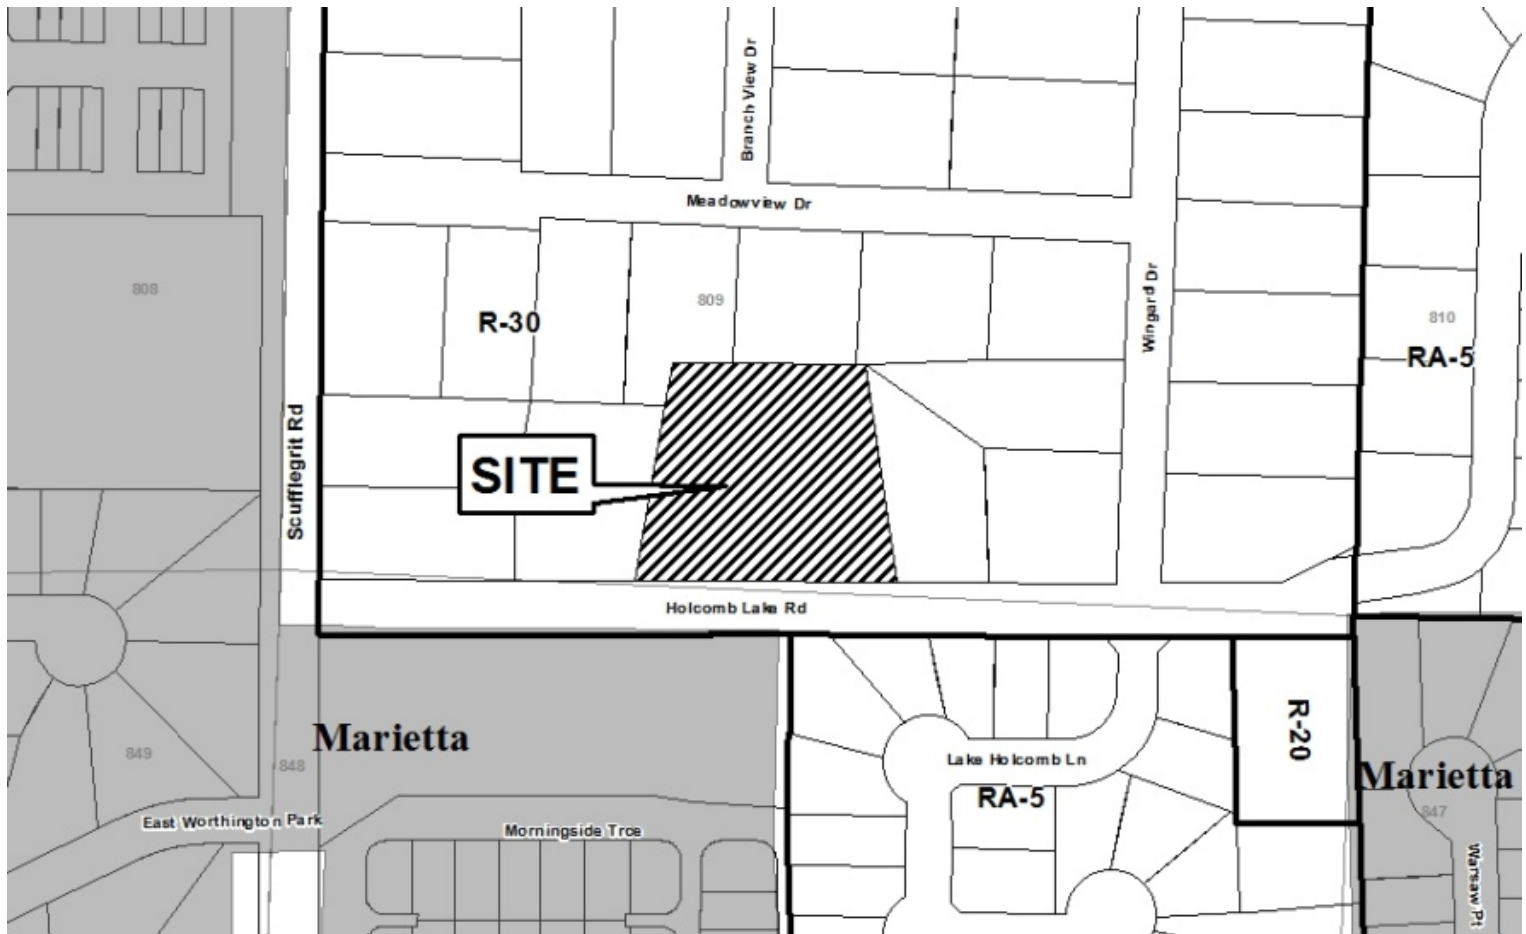 Branch View Dr
Meadowview Dr
808
809
810
R-30
RA-5
Wingard Dr
Scufflegrit Rd
SITE
Holcomb Lake Rd
Marietta
R-20
849
848
Lake Holcomb Ln
RA-5
Marietta
847
East Worthington Park
Morningside Trce
Warsaw Pt